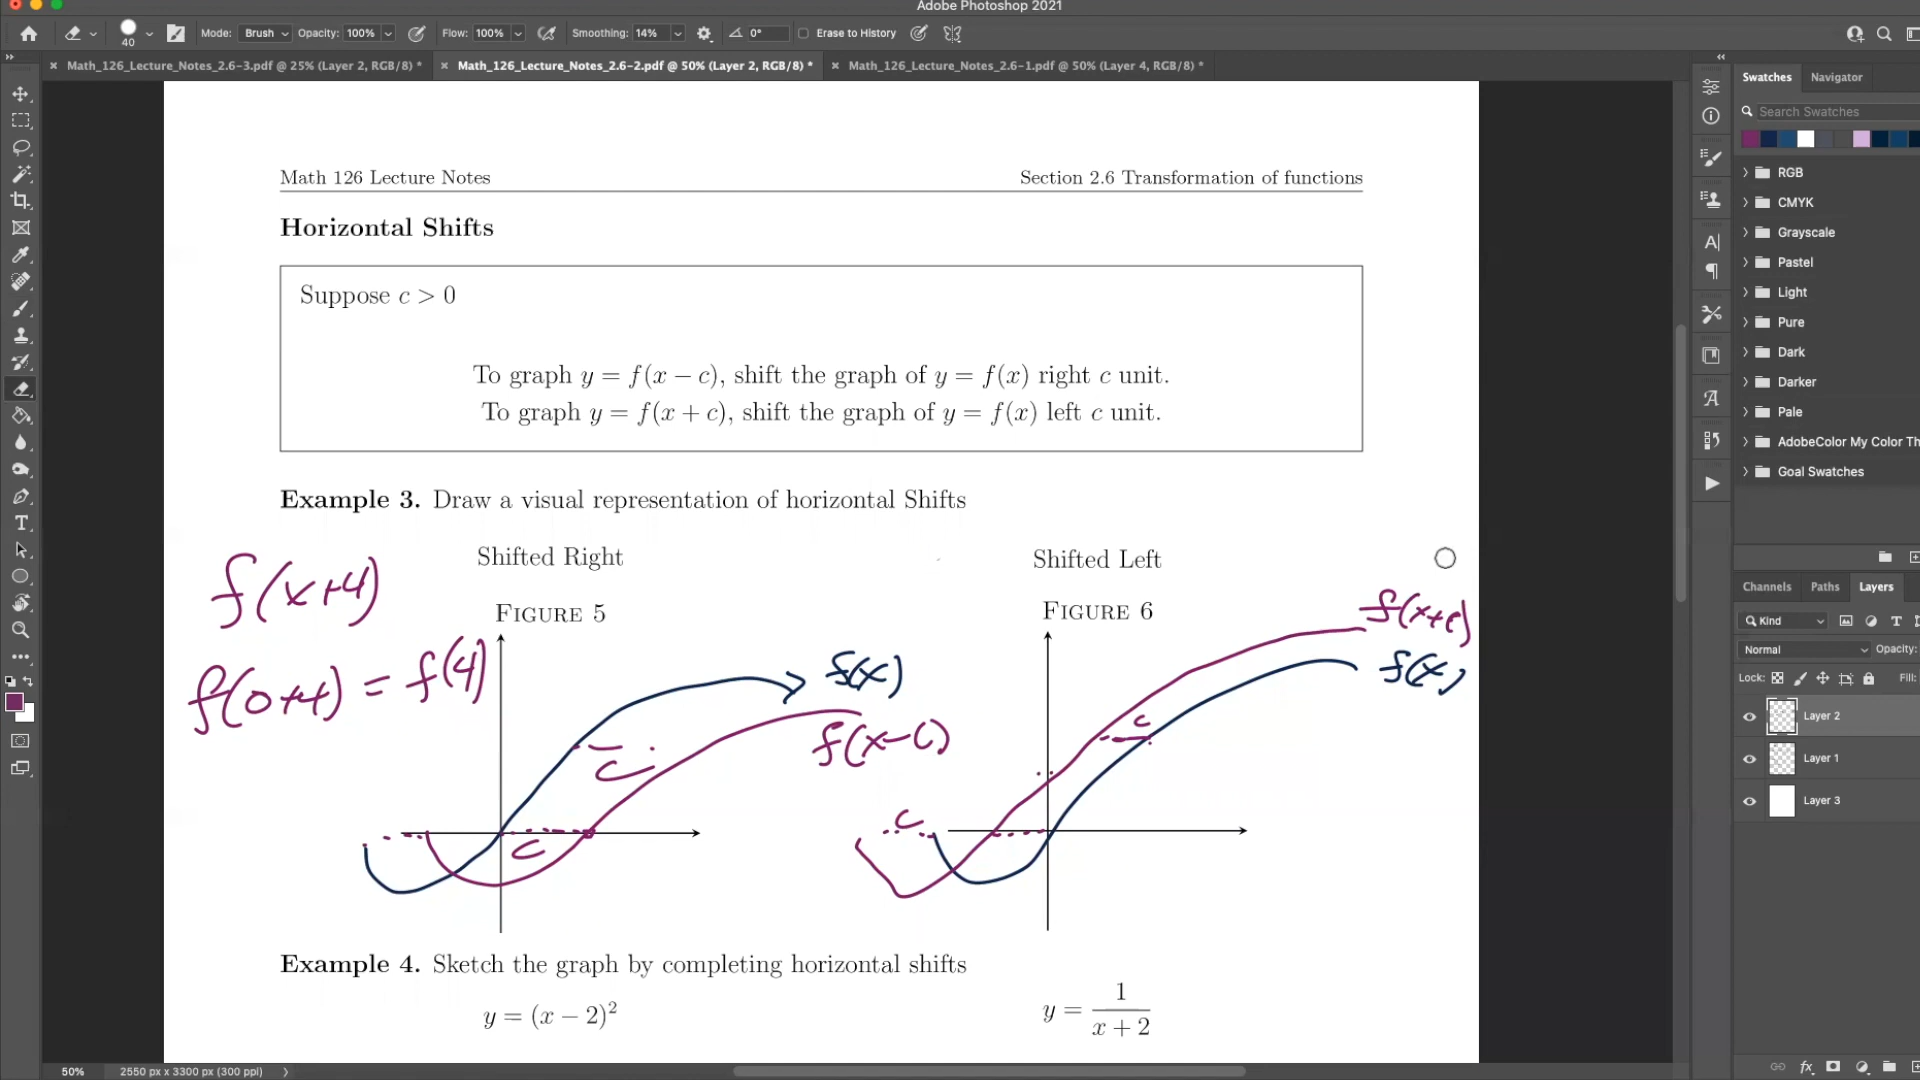 Adobe Photoshop 2021
40 Mode: Brush Opacity: 100% Flow: 100% Smoothing: 14% 0° Erase to History
Math_126_Lecture_Notes_2.6-3.pdf @ 25% (Layer 2, RGB/8) *
Math_126_Lecture_Notes_2.6-2.pdf @ 50% (Layer 2, RGB/8) *
Math_126_Lecture_Notes_2.6-1.pdf @ 50% (Layer 4, RGB/8) *
Math 126 Lecture Notes Section 2.6 Transformation of functions
Horizontal Shifts
Suppose c > 0
To graph y = f(x − c), shift the graph of y = f(x) right c unit.
To graph y = f(x + c), shift the graph of y = f(x) left c unit.
Example 3. Draw a visual representation of horizontal Shifts
Shifted Right
Shifted Left
f(x+4)
FIGURE 5
FIGURE 6
f(0+4) = f(4)
f(x)
f(x-c)
c
c
f(x+c)
f(x)
c
c
Example 4. Sketch the graph by completing horizontal shifts
y = (x − 2)²
y = 1/(x + 2)
50% 2550 px x 3300 px (300 ppi)
Swatches Navigator
Search Swatches
RGB
CMYK
Grayscale
Pastel
Light
Pure
Dark
Darker
Pale
AdobeColor My Color Th
Goal Swatches
Channels Paths Layers
Kind
Normal Opacity:
Lock: Fill:
Layer 2
Layer 1
Layer 3
fx